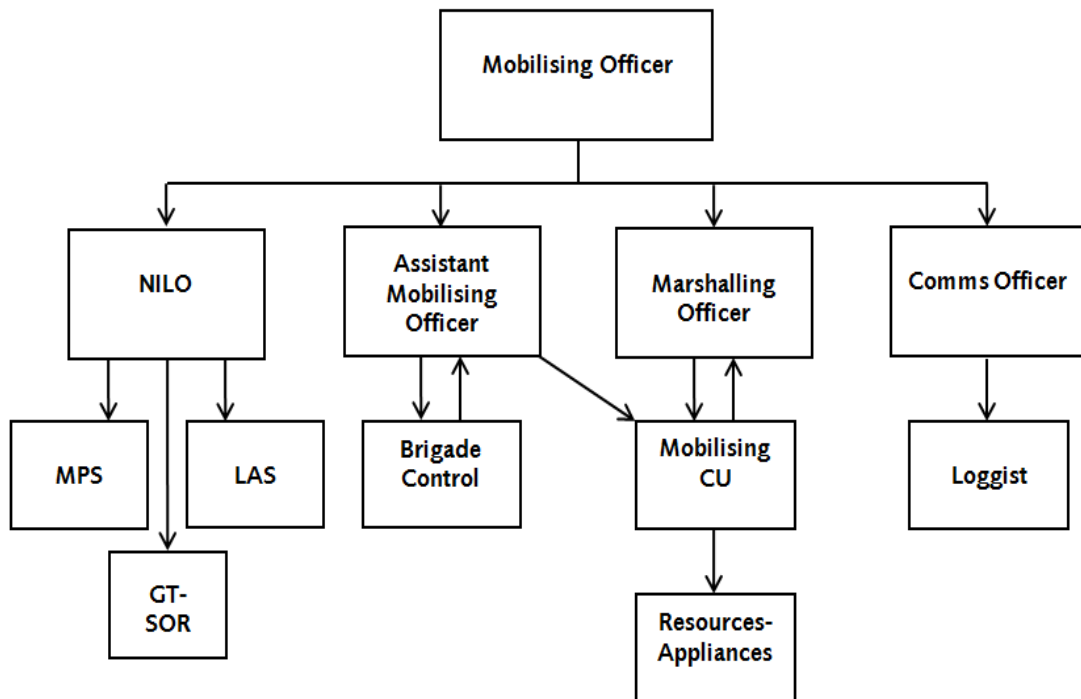 Mobilising Officer
NILO
Assistant
Mobilising
Officer
Marshalling
Officer
Comms Officer
MPS
LAS
Brigade
Control
Mobilising
CU
Loggist
GT-
SOR
Resources-
Appliances